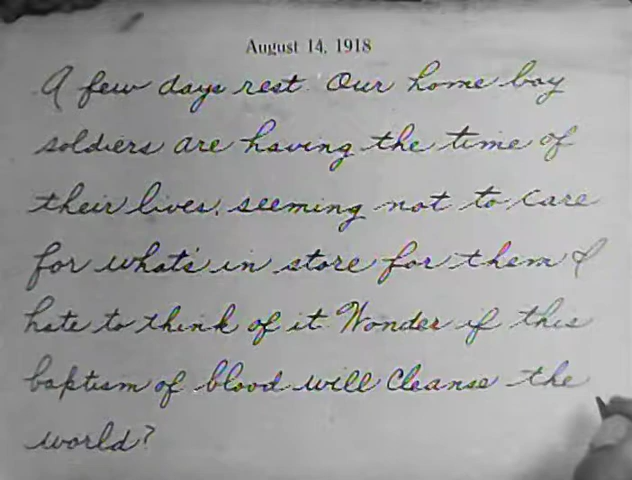 August 14, 1918
A few days rest. Our home boy
soldiers are having the time of
their lives, seeming not to care
for what's in store for them I
hate to think of it Wonder if this
baptism of blood will cleanse the
world?